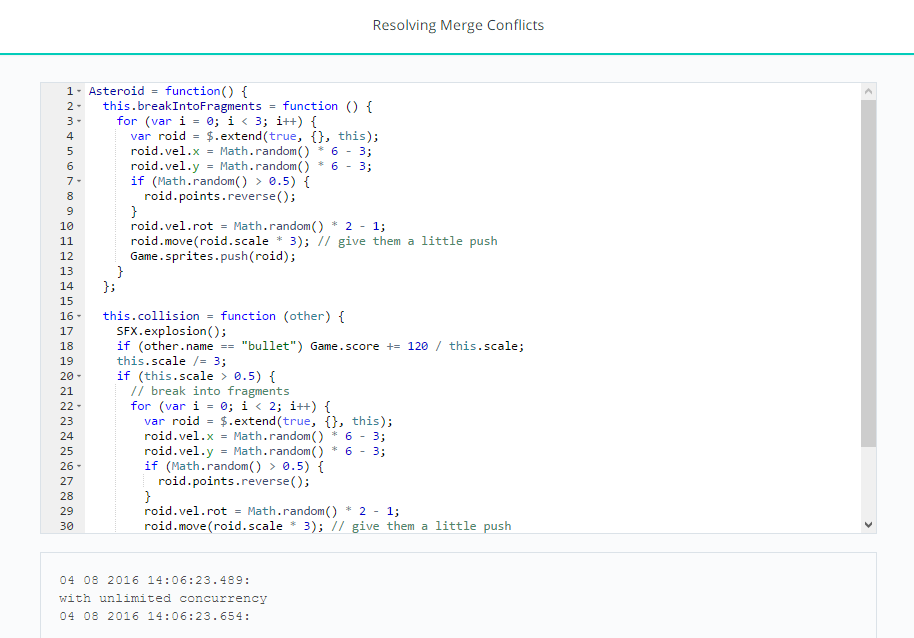 Resolving Merge Conflicts
1 Asteroid = function() {
2 this.breakIntoFragments = function () {
3 for (var i = 0; i < 3; i++) {
4 var roid = $.extend(true, {}, this);
5 roid.vel.x = Math.random() * 6 - 3;
6 roid.vel.y = Math.random() * 6 - 3;
7 if (Math.random() > 0.5) {
8 roid.points.reverse();
9 }
10 roid.vel.rot = Math.random() * 2 - 1;
11 roid.move(roid.scale * 3); // give them a little push
12 Game.sprites.push(roid);
13 }
14 };
15
16 this.collision = function (other) {
17 SFX.explosion();
18 if (other.name == "bullet") Game.score += 120 / this.scale;
19 this.scale /= 3;
20 if (this.scale > 0.5) {
21 // break into fragments
22 for (var i = 0; i < 2; i++) {
23 var roid = $.extend(true, {}, this);
24 roid.vel.x = Math.random() * 6 - 3;
25 roid.vel.y = Math.random() * 6 - 3;
26 if (Math.random() > 0.5) {
27 roid.points.reverse();
28 }
29 roid.vel.rot = Math.random() * 2 - 1;
30 roid.move(roid.scale * 3); // give them a little push
04 08 2016 14:06:23.489:
with unlimited concurrency
04 08 2016 14:06:23.654: